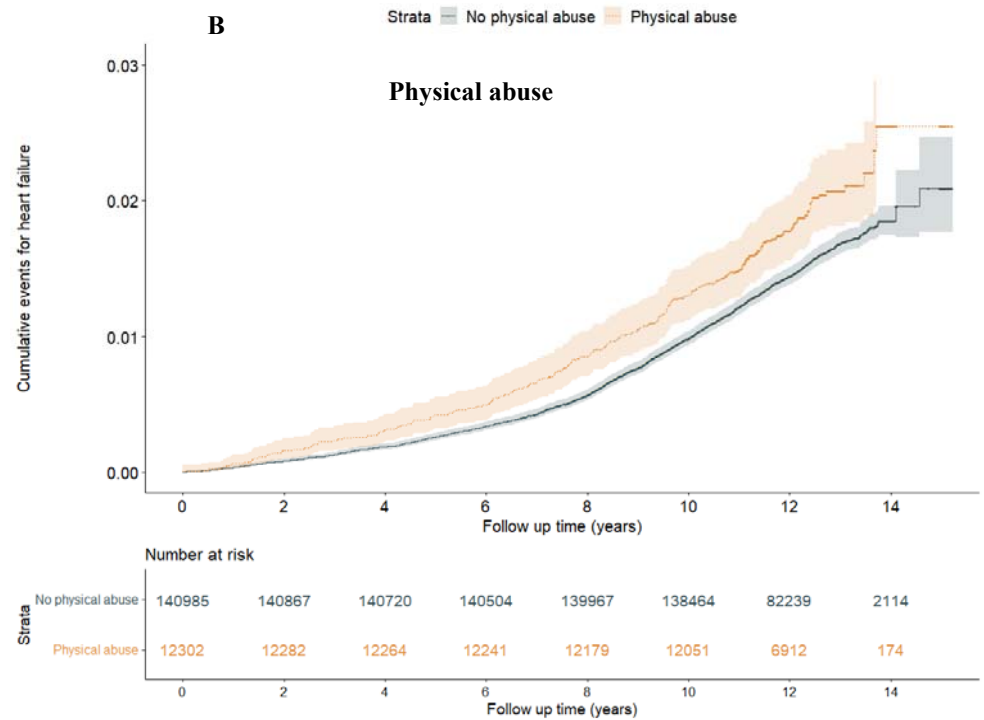 B
Strata No physical abuse Physical abuse
Physical abuse
Cumulative events for heart failure
0.03
0.02
0.01
0.00
0 2 4 6 8 10 12 14
Follow up time (years)
Number at risk
Strata
No physical abuse 140985 140867 140720 140504 139967 138464 82239 2114
Physical abuse 12302 12282 12264 12241 12179 12051 6912 174
0 2 4 6 8 10 12 14
Follow up time (years)